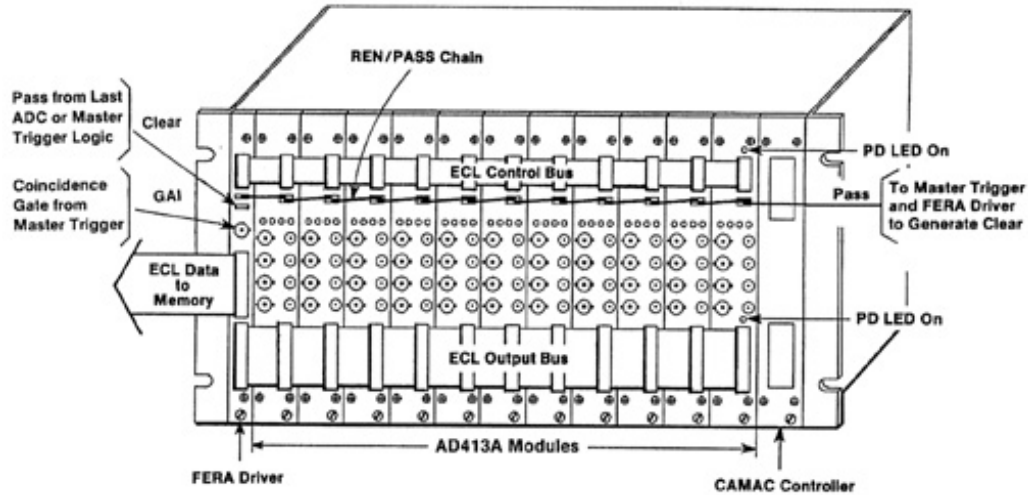 REN/PASS Chain
Pass from Last
ADC or Master
Trigger Logic
Clear
PD LED On
ECL Control Bus
Coincidence
Gate from
Master Trigger
GAI
Pass
To Master Trigger
and FERA Driver
to Generate Clear
ECL Data
to
Memory
PD LED On
ECL Output Bus
AD413A Modules
FERA Driver
CAMAC Controller